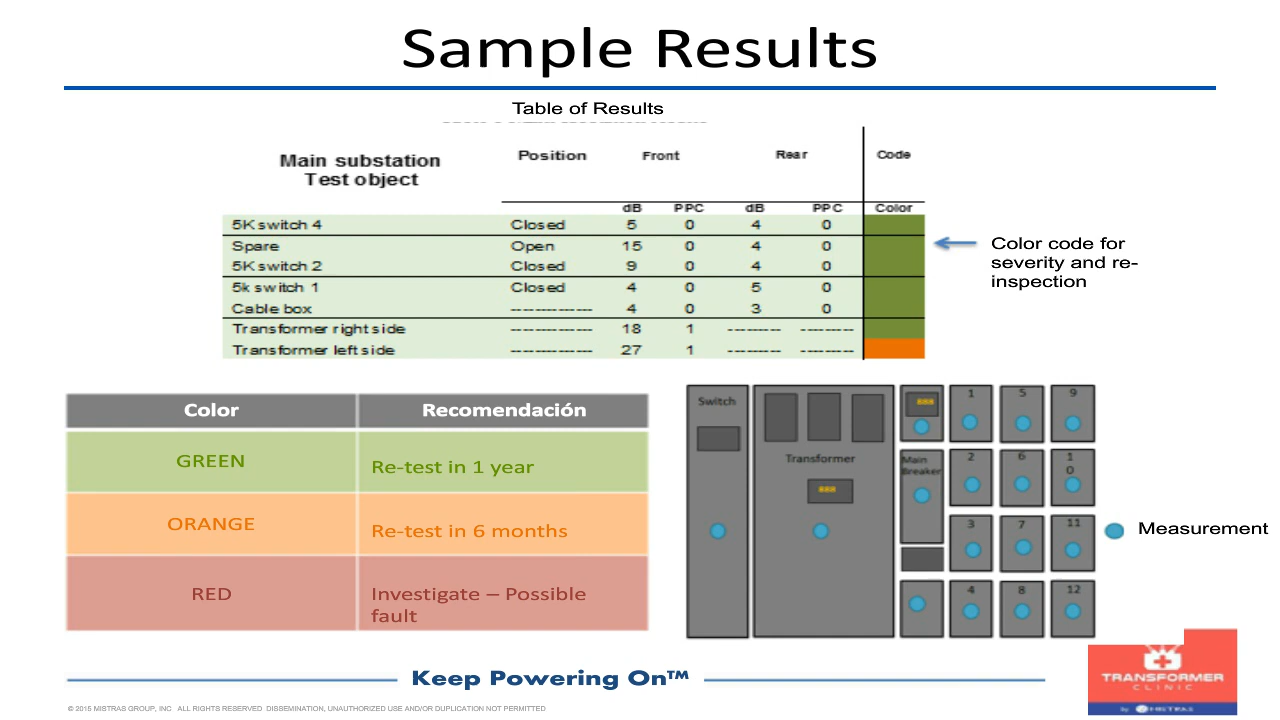 Sample Results
Table of Results
Main substation
Test object
Position Front Rear Code
dB PPC dB PPC Color
5K switch 4 Closed 5 0 4 0
Spare Open 15 0 4 0
5K switch 2 Closed 9 0 4 0
5k switch 1 Closed 4 0 5 0
Cable box -------------- 4 0 3 0
Transformer right side -------------- 18 1 --------- ---------
Transformer left side -------------- 27 1 --------- ---------
Color code for
severity and re-
inspection
Color Recomendación
GREEN Re-test in 1 year
ORANGE Re-test in 6 months
RED Investigate – Possible
fault
Switch
Transformer
888
888
Main
Breaker
1 5 9
2 6 10
3 7 11
4 8 12
Measurement
Keep Powering On™
TRANSFORMER
CLINIC
by MISTRAS
© 2015 MISTRAS GROUP, INC ALL RIGHTS RESERVED DISSEMINATION, UNAUTHORIZED USE AND/OR DUPLICATION NOT PERMITTED